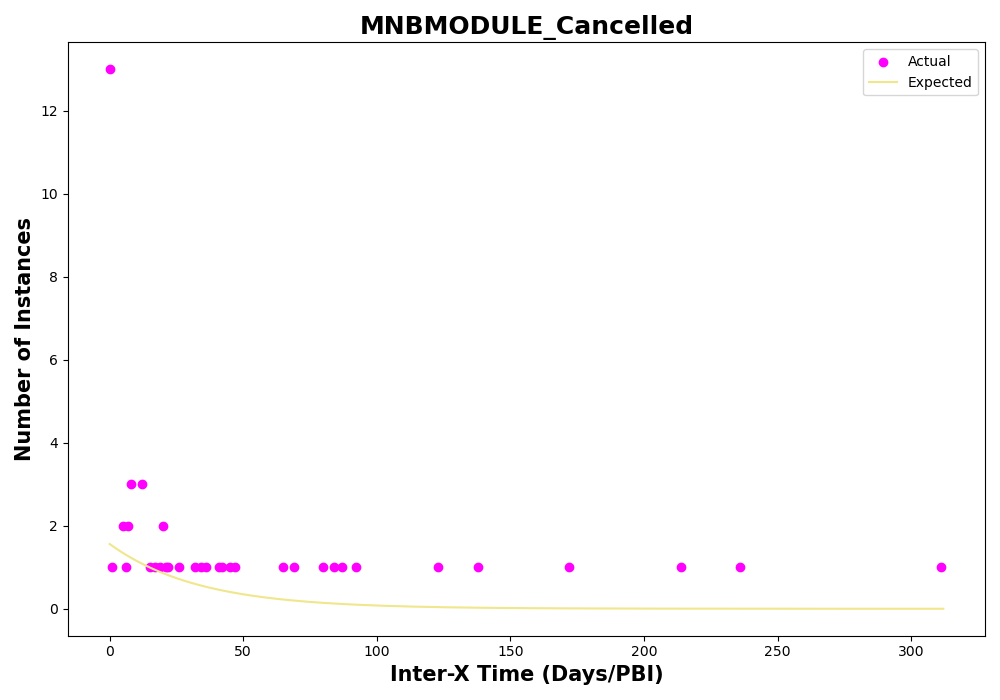 MNBMODULE_Cancelled
Actual
Expected
Number of Instances
12
10
8
6
4
2
0
0 50 100 150 200 250 300
Inter-X Time (Days/PBI)